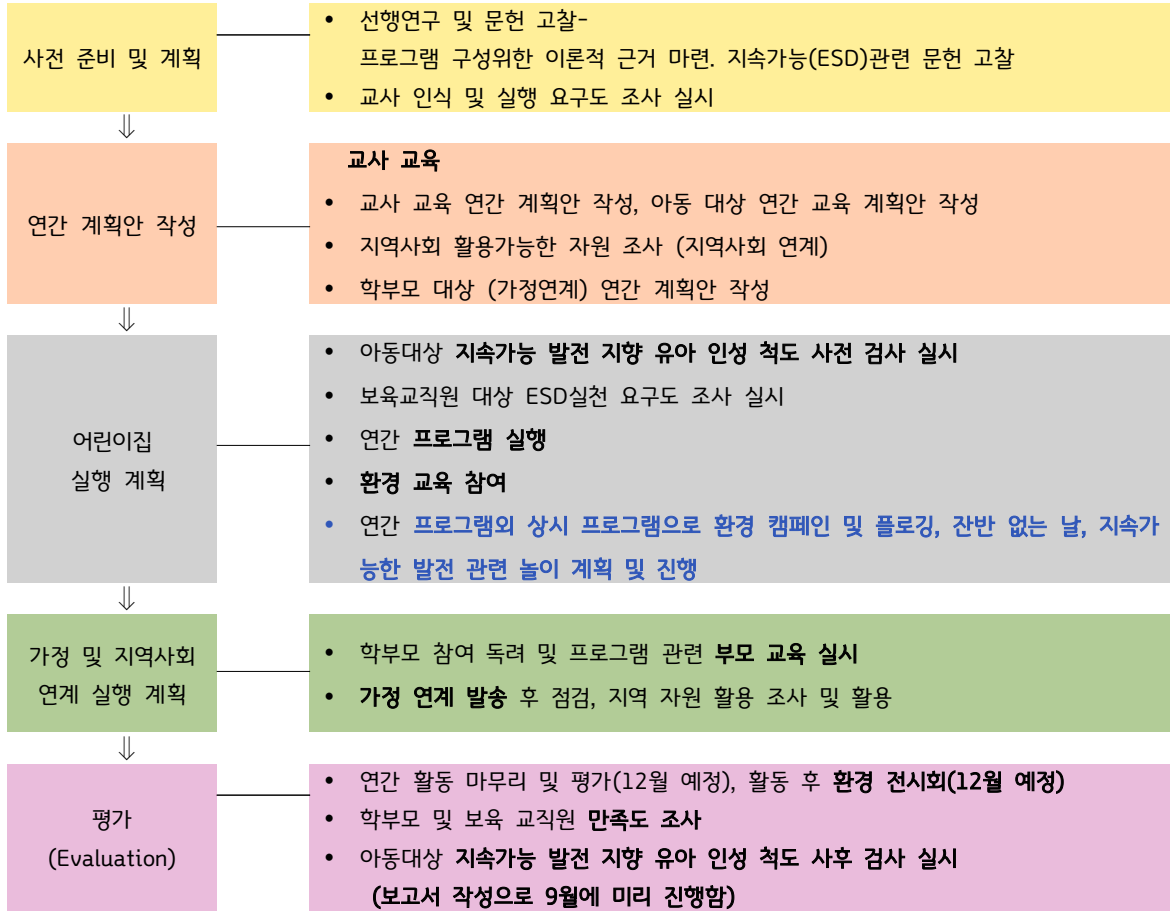 사전 준비 및 계획
• 선행연구 및 문헌 고찰-
프로그램 구성위한 이론적 근거 마련. 지속가능(ESD)관련 문헌 고찰
• 교사 인식 및 실행 요구도 조사 실시
⇓
연간 계획안 작성
교사 교육
• 교사 교육 연간 계획안 작성, 아동 대상 연간 교육 계획안 작성
• 지역사회 활용가능한 자원 조사 (지역사회 연계)
• 학부모 대상 (가정연계) 연간 계획안 작성
⇓
어린이집
실행 계획
• 아동대상 지속가능 발전 지향 유아 인성 척도 사전 검사 실시
• 보육교직원 대상 ESD실천 요구도 조사 실시
• 연간 프로그램 실행
• 환경 교육 참여
• 연간 프로그램외 상시 프로그램으로 환경 캠페인 및 플로깅, 잔반 없는 날, 지속가
능한 발전 관련 놀이 계획 및 진행
⇓
가정 및 지역사회
연계 실행 계획
• 학부모 참여 독려 및 프로그램 관련 부모 교육 실시
• 가정 연계 발송 후 점검, 지역 자원 활용 조사 및 활용
⇓
평가
(Evaluation)
• 연간 활동 마무리 및 평가(12월 예정), 활동 후 환경 전시회(12월 예정)
• 학부모 및 보육 교직원 만족도 조사
• 아동대상 지속가능 발전 지향 유아 인성 척도 사후 검사 실시
(보고서 작성으로 9월에 미리 진행함)